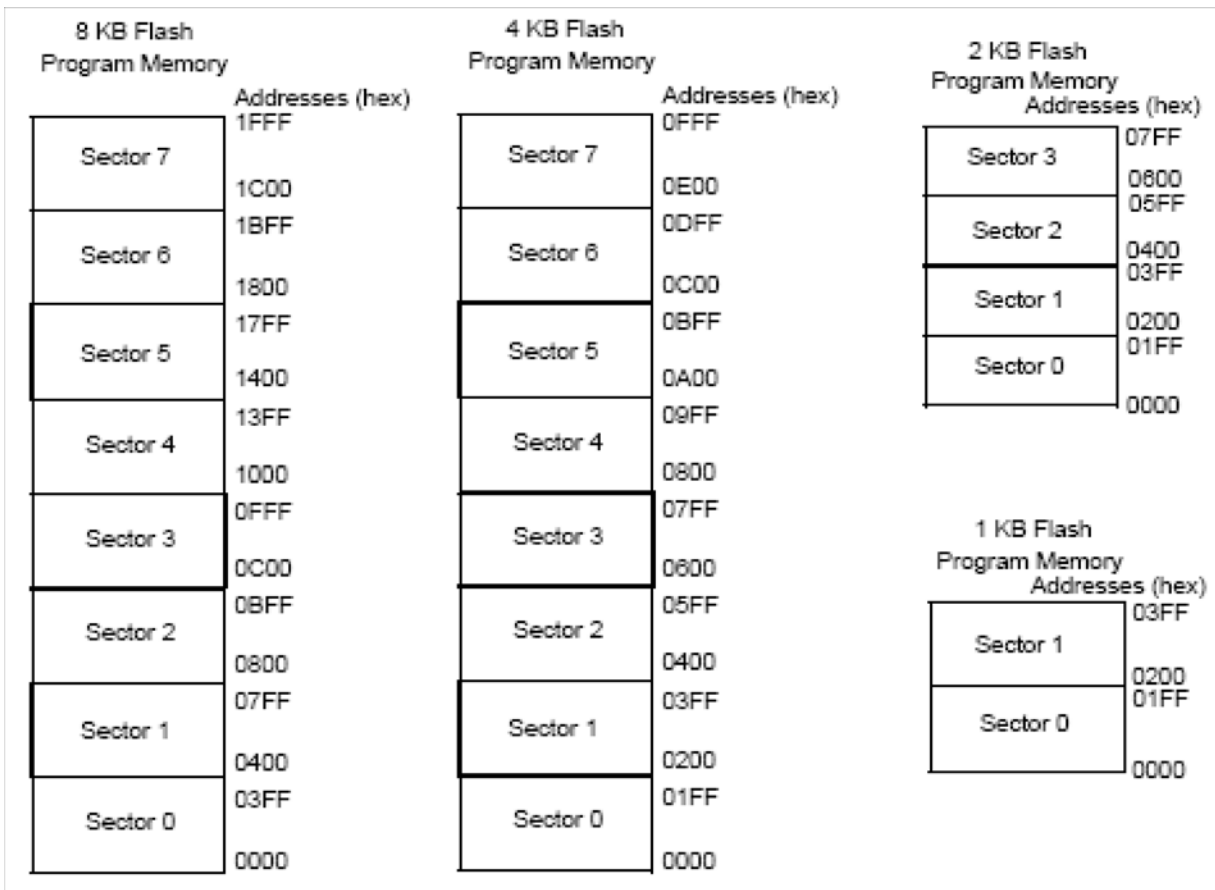 8 KB Flash
Program Memory
Addresses (hex)
1FFF
Sector 7
1C00
1BFF
Sector 6
1800
17FF
Sector 5
1400
13FF
Sector 4
1000
0FFF
Sector 3
0C00
0BFF
Sector 2
0800
07FF
Sector 1
0400
03FF
Sector 0
0000
4 KB Flash
Program Memory
Addresses (hex)
0FFF
Sector 7
0E00
0DFF
Sector 6
0C00
0BFF
Sector 5
0A00
09FF
Sector 4
0800
07FF
Sector 3
0600
05FF
Sector 2
0400
03FF
Sector 1
0200
01FF
Sector 0
0000
2 KB Flash
Program Memory
Addresses (hex)
07FF
Sector 3
0600
05FF
Sector 2
0400
03FF
Sector 1
0200
01FF
Sector 0
0000
1 KB Flash
Program Memory
Addresses (hex)
03FF
Sector 1
0200
01FF
Sector 0
0000